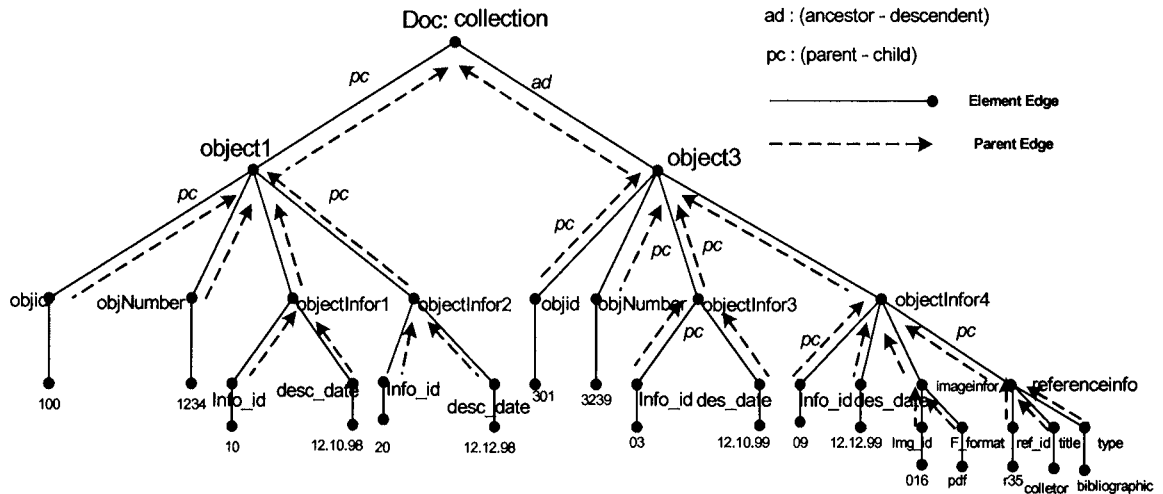 Doc: collection
ad : (ancestor - descendent)
pc : (parent - child)
Element Edge
Parent Edge
pc
ad
object1
object3
pc
pc
pc
pc
pc
objid
objNumber
objectInfor1
objectInfor2
objid
objNumber
objectInfor3
objectInfor4
pc
pc
pc
100
1234
Info_id
desc_date
Info_id
desc_date
301
3239
Info_id
des_date
Info_id
des_date
imageinfor
referenceinfo
10
12.10.98
20
12.12.98
03
12.10.99
09
12.12.99
Img_id
F_format
ref_id
title
type
016
pdf
r35
colletor
bibliographic